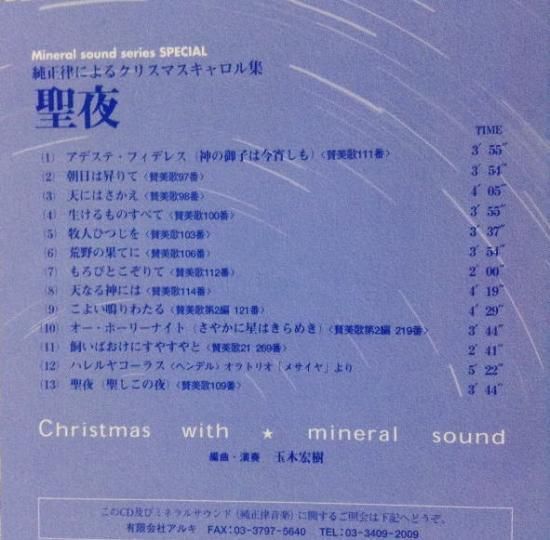 Mineral sound series SPECIAL
純正律によるクリスマスキャロル集
聖夜
TIME
(1) アデステ・フィデレス（神の御子は今宵しも）〈賛美歌111番〉 3′55″
(2) 朝日は昇りて〈賛美歌97番〉 3′54″
(3) 天にはさかえ〈賛美歌98番〉 4′05″
(4) 生けるものすべて〈賛美歌100番〉 3′55″
(5) 牧人ひつじを〈賛美歌103番〉 3′37″
(6) 荒野の果てに〈賛美歌106番〉 3′54″
(7) もろびとこぞりて〈賛美歌112番〉 2′00″
(8) 天なる神には〈賛美歌114番〉 4′19″
(9) こよい鳴りわたる〈賛美歌第2編 121番〉 4′29″
(10) オー・ホーリーナイト（さやかに星はきらめき）〈賛美歌第2編 219番〉 3′44″
(11) 飼いばおけにすやすやと〈賛美歌21 269番〉 2′41″
(12) ハレルヤコーラス〈ヘンデル〉オラトリオ「メサイヤ」より 5′22″
(13) 聖夜（聖しこの夜）〈賛美歌109番〉 3′44″
Christmas with ★ mineral sound
編曲・演奏 玉木宏樹
このCD及びミネラルサウンド（純正律音楽）に関するご照会は下記へどうぞ。
有限会社アルキ FAX:03-3797-5640 TEL:03-3409-2009